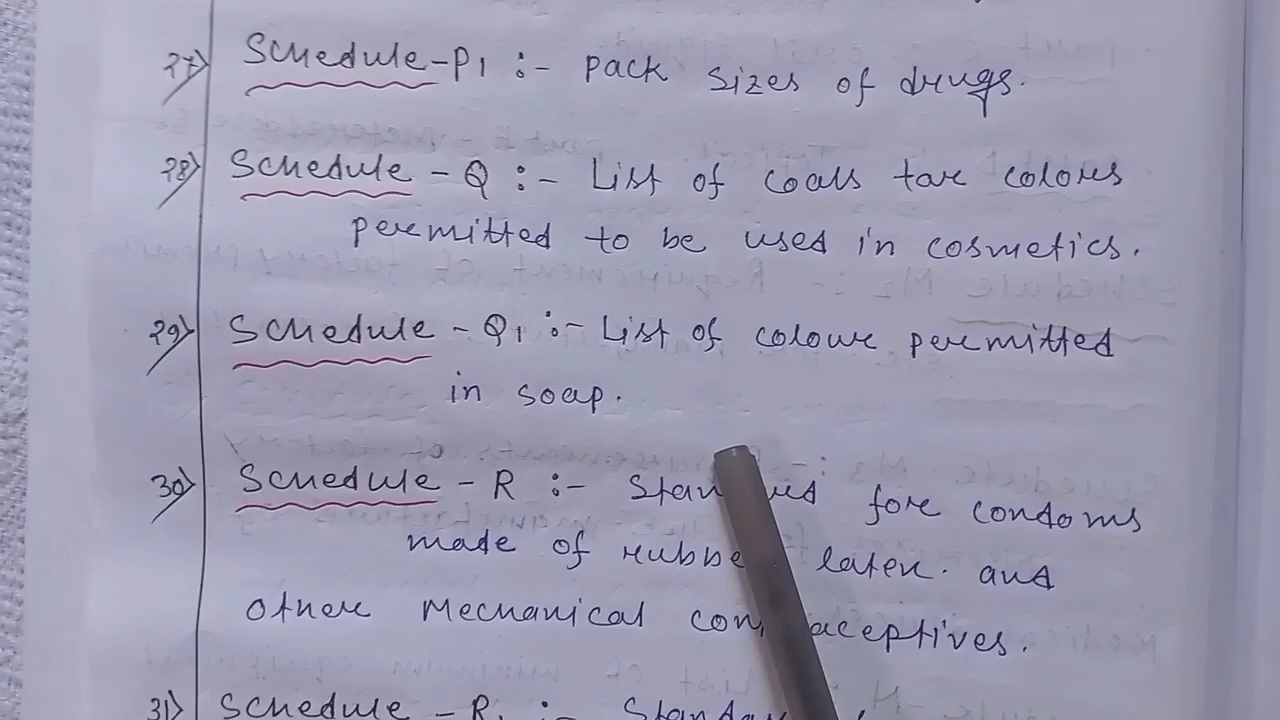 27) Schedule-P1 :- Pack sizes of drugs.
28) Schedule - Q :- List of coals tar colors
permitted to be used in cosmetics.
29) Schedule - Q1 :- List of colour permitted
in soap.
30) Schedule - R :- for condoms
made of latex. and
other Mechanical
31) Schedule - R1 :-